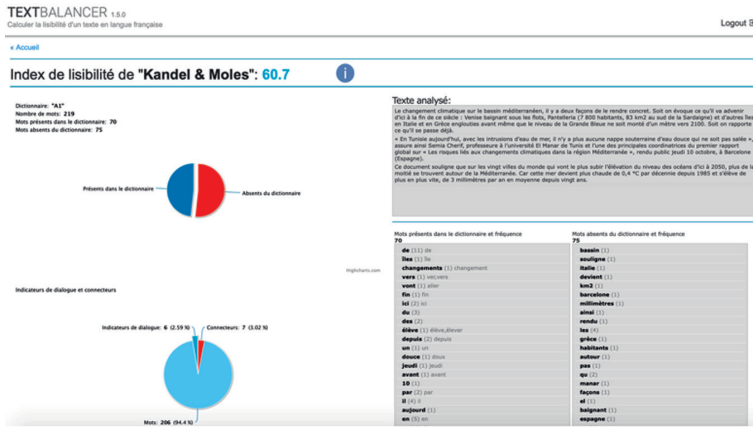 TEXTBALANCER 1.5.0
Calculer la lisibilité d'un texte en langue française
Logout
« Accueil
Index de lisibilité de "Kandel & Moles": 60.7
i
Dictionnaire: "A1"
Nombre de mots: 219
Mots présents dans le dictionnaire: 70
Mots absents du dictionnaire: 75
Présents dans le dictionnaire
Absents du dictionnaire
Highcharts.com
Indicateurs de dialogue et connecteurs
Indicateurs de dialogue: 6 (2.59 %)
Connecteurs: 7 (3.02 %)
Mots: 206 (94.4 %)
Texte analysé:
Le changement climatique sur le bassin méditerranéen, il y a deux façons de le rendre concret. Soit on évoque ce qu'il va advenir
d'ici à la fin de ce siècle : Venise baignant sous les flots, Pantelleria (7 800 habitants, 83 km2 au sud de la Sardaigne) et d'autres îles
en Italie et en Grèce englouties avant même que le niveau de la Grande Bleue ne soit monté d'un mètre vers 2100. Soit on rapporte
ce qu'il se passe déjà.
« En Tunisie aujourd'hui, avec les intrusions d'eau de mer, il n'y a plus aucune nappe souterraine d'eau douce qui ne soit pas salée »,
assure ainsi Semia Cherif, professeure à l'université El Manar de Tunis et l'une des principales coordinatrices du premier rapport
global sur « Les risques liés aux changements climatiques dans la région Méditerranée », rendu public jeudi 10 octobre, à Barcelone
(Espagne).
Ce document souligne que sur les vingt villes du monde qui vont le plus subir l'élévation du niveau des océans d'ici à 2050, plus de la
moitié se trouvent autour de la Méditerranée. Car cette mer devient plus chaude de 0,4 °C par décennie depuis 1985 et s'élève de
plus en plus vite, de 3 millimètres par an en moyenne depuis vingt ans.
Mots présents dans le dictionnaire et fréquence
70
de (11) de
îles (1) île
changements (1) changement
vers (1) ver,vers
vont (1) aller
fin (1) fin
ici (2) ici
du (3)
des (2)
élève (1) élève,élever
depuis (2) depuis
un (1) un
douce (1) doux
jeudi (1) jeudi
avant (1) avant
10 (1)
par (2) par
il (4) il
aujourd (1)
en (5) en
Mots absents du dictionnaire et fréquence
75
bassin (1)
souligne (1)
italie (1)
devient (1)
km2 (1)
barcelone (1)
millimètres (1)
ainsi (1)
rendu (1)
les (4)
grèce (1)
habitants (1)
autour (1)
pas (1)
qu (2)
manar (1)
façons (1)
el (1)
baignant (1)
espagne (1)